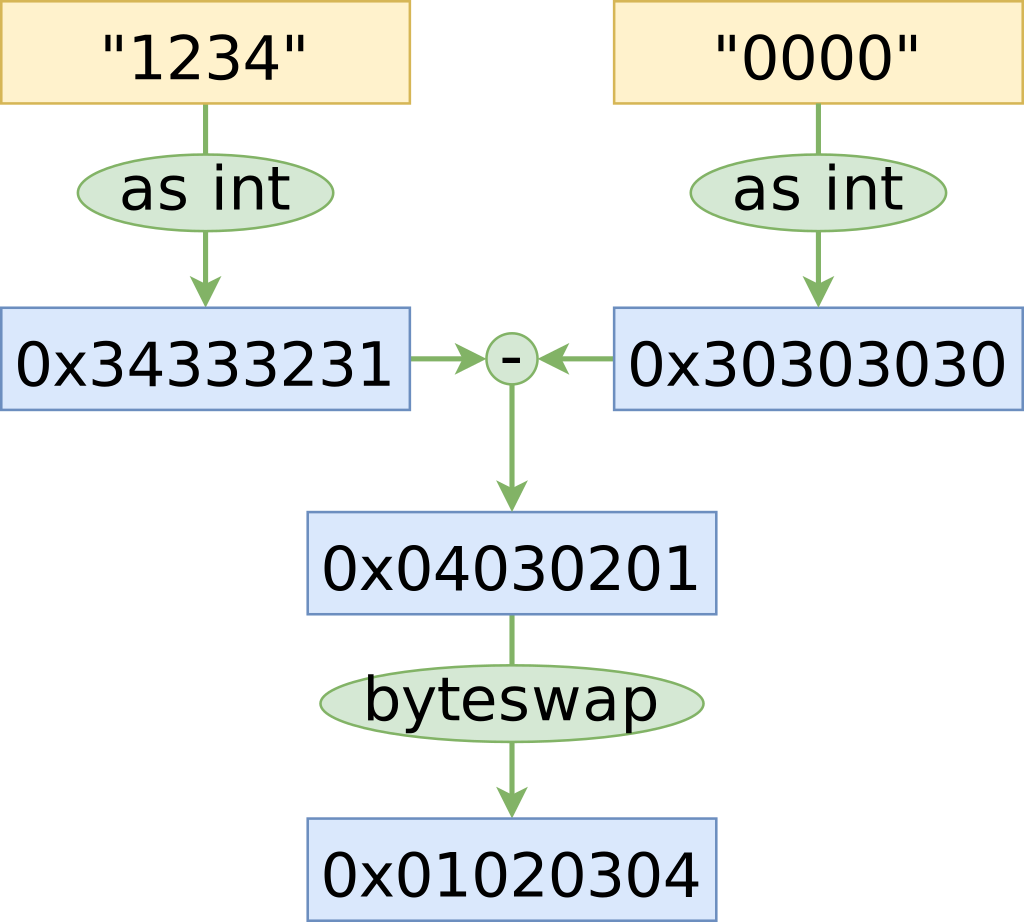 "1234"
"0000"
as int
as int
0x34333231
-
0x30303030
0x04030201
byteswap
0x01020304